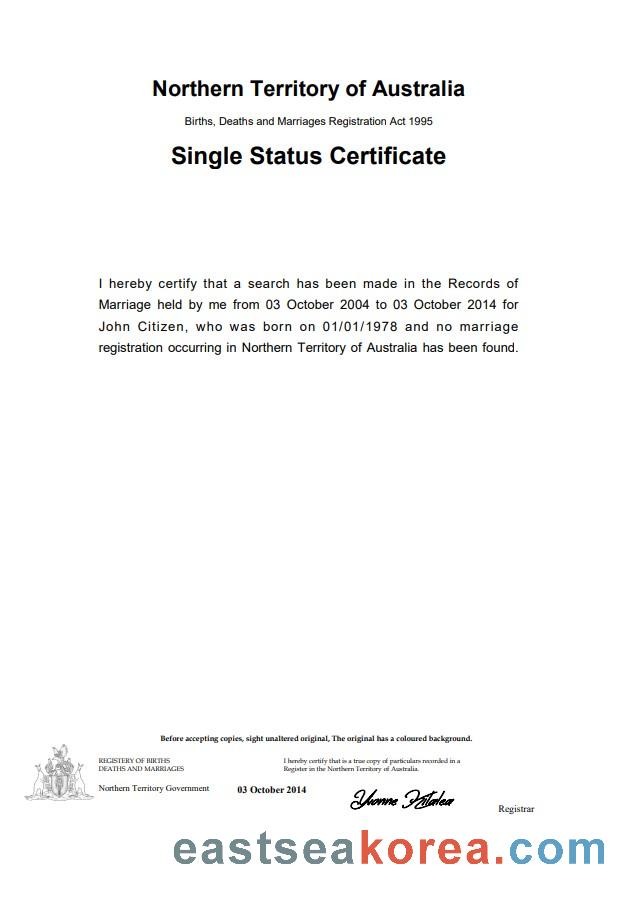 Northern Territory of Australia
Births, Deaths and Marriages Registration Act 1995
Single Status Certificate
I hereby certify that a search has been made in the Records of
Marriage held by me from 03 October 2004 to 03 October 2014 for
John Citizen, who was born on 01/01/1978 and no marriage
registration occurring in Northern Territory of Australia has been found.
Before accepting copies, sight unaltered original, The original has a coloured background.
REGISTERY OF BIRTHS
DEATHS AND MARRIAGES
I hereby certify that is a true copy of particulars recorded in a
Register in the Northern Territory of Australia.
Northern Territory Government
03 October 2014
Yvonne
Registrar
eastseakorea.com